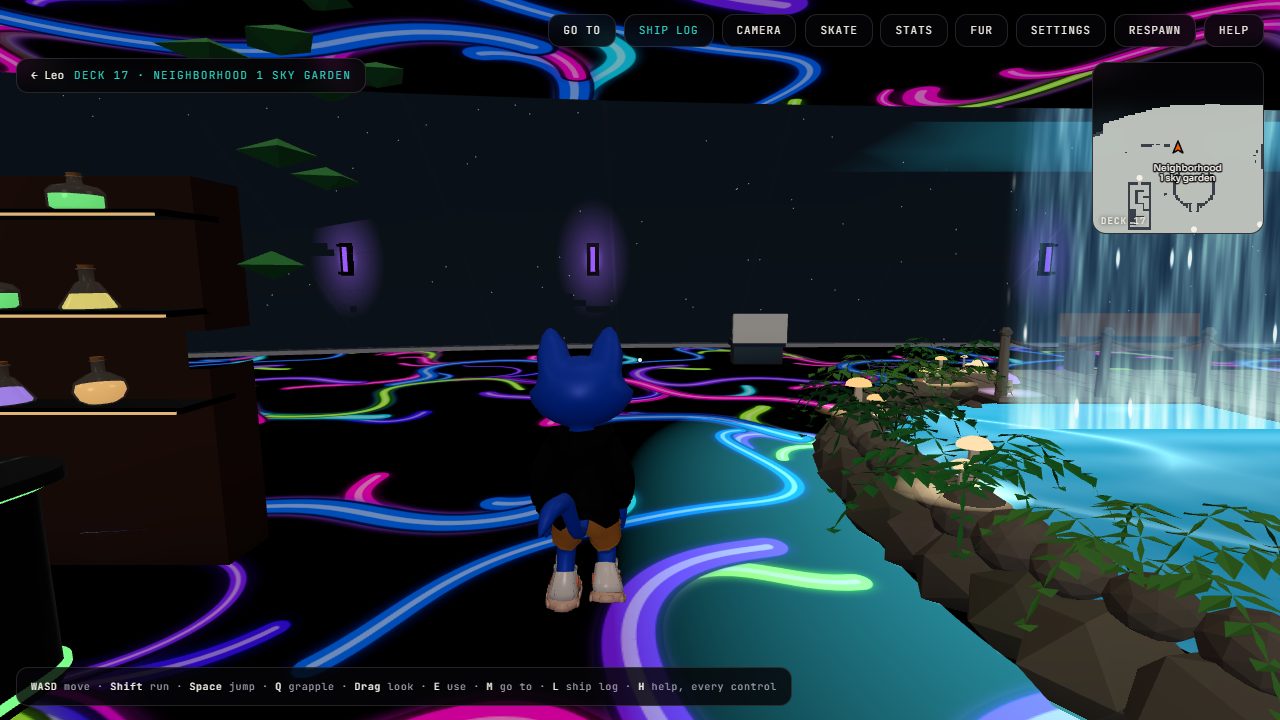 GO TO
SHIP LOG
CAMERA
SKATE
STATS
FUR
SETTINGS
RESPAWN
HELP
← Leo DECK 17 · NEIGHBORHOOD 1 SKY GARDEN
Neighborhood
1 sky garden
DECK 17
WASD move · Shift run · Space jump · Q grapple · Drag look · E use · M go to · L ship log · H help, every control